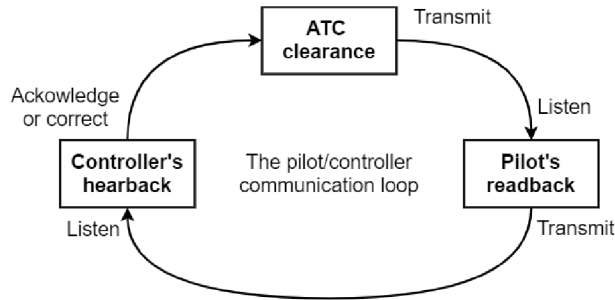 ATC
clearance
Transmit
Listen
Pilot's
readback
Transmit
The pilot/controller
communication loop
Ackowledge
or correct
Controller's
hearback
Listen